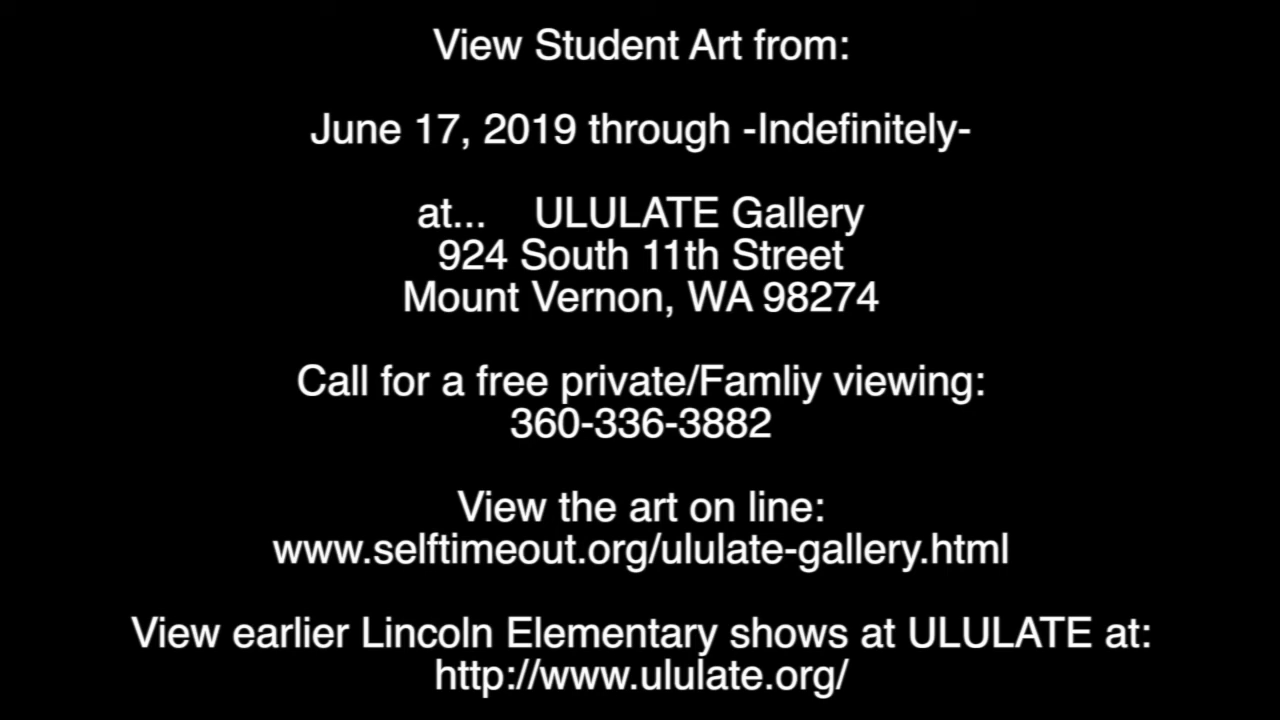 View Student Art from:
June 17, 2019 through -Indefinitely-
at... ULULATE Gallery
924 South 11th Street
Mount Vernon, WA 98274
Call for a free private/Famliy viewing:
360-336-3882
View the art on line:
www.selftimeout.org/ululate-gallery.html
View earlier Lincoln Elementary shows at ULULATE at:
http://www.ululate.org/